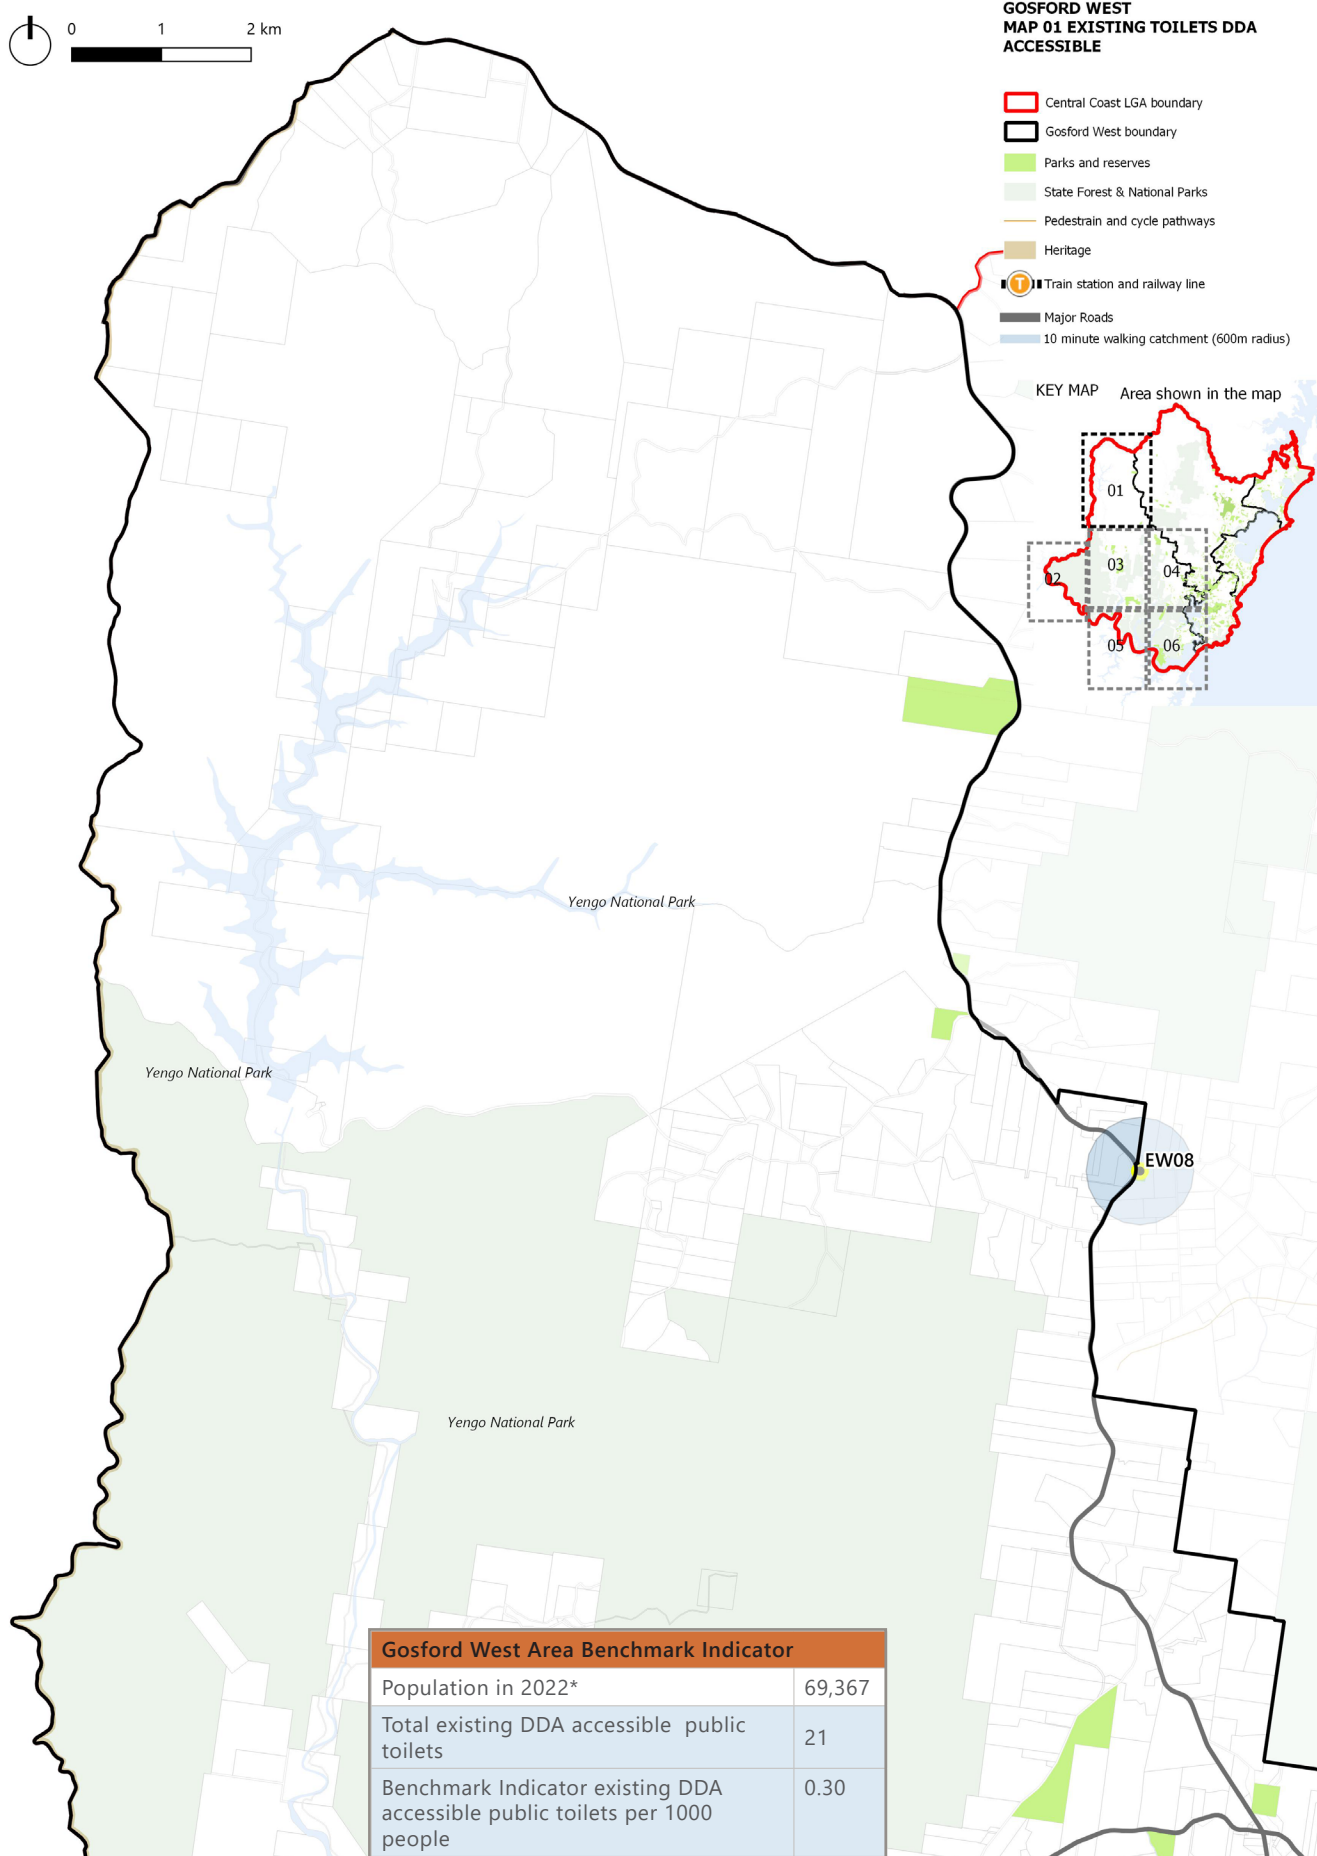 0 1 2 km
GOSFORD WEST
MAP 01 EXISTING TOILETS DDA
ACCESSIBLE
Central Coast LGA boundary
Gosford West boundary
Parks and reserves
State Forest & National Parks
Pedestrain and cycle pathways
Heritage
T Train station and railway line
Major Roads
10 minute walking catchment (600m radius)
KEY MAP Area shown in the map
01
02
03
04
05
06
Yengo National Park
Yengo National Park
EW08
Yengo National Park
Gosford West Area Benchmark Indicator
Population in 2022* 69,367
Total existing DDA accessible public
toilets 21
Benchmark Indicator existing DDA 0.30
accessible public toilets per 1000
people